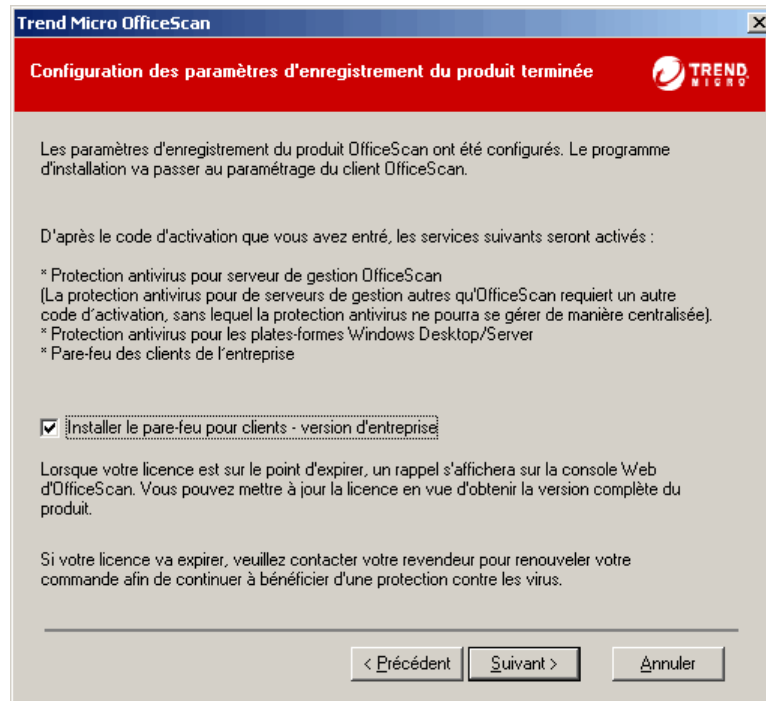 Trend Micro OfficeScan
Configuration des paramètres d'enregistrement du produit terminée
TREND
MICRO
Les paramètres d'enregistrement du produit OfficeScan ont été configurés. Le programme
d'installation va passer au paramétrage du client OfficeScan.
D'après le code d'activation que vous avez entré, les services suivants seront activés :
* Protection antivirus pour serveur de gestion OfficeScan
(La protection antivirus pour de serveurs de gestion autres qu'OfficeScan requiert un autre
code d'activation, sans lequel la protection antivirus ne pourra se gérer de manière centralisée).
* Protection antivirus pour les plates-formes Windows Desktop/Server
* Pare-feu des clients de l'entreprise
Installer le pare-feu pour clients - version d'entreprise
Lorsque votre licence est sur le point d'expirer, un rappel s'affichera sur la console Web
d'OfficeScan. Vous pouvez mettre à jour la licence en vue d'obtenir la version complète du
produit.
Si votre licence va expirer, veuillez contacter votre revendeur pour renouveler votre
commande afin de continuer à bénéficier d'une protection contre les virus.
< Précédent Suivant > Annuler